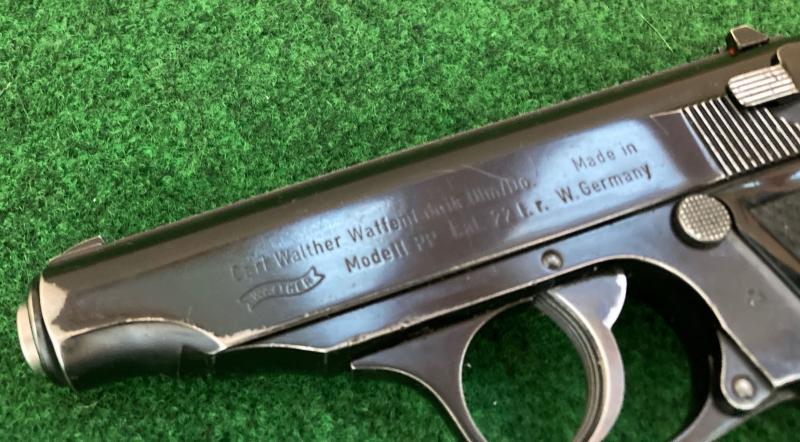 Carl Walther Waffenfabrik Ulm/Do.
Modell PP Kal. 22 l.r.
Made in
W. Germany
WALTHER